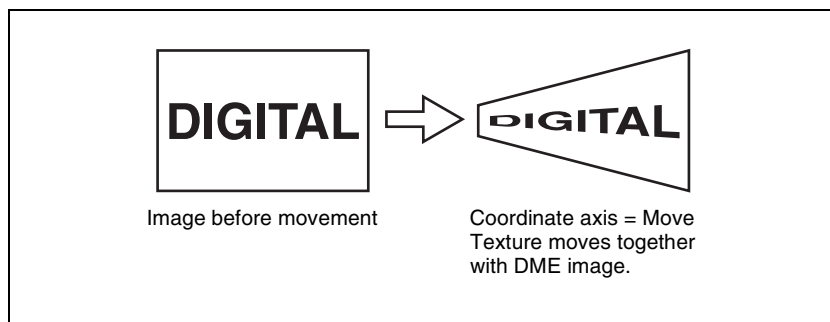 DIGITAL
DIGITAL
Image before movement
Coordinate axis = Move
Texture moves together
with DME image.